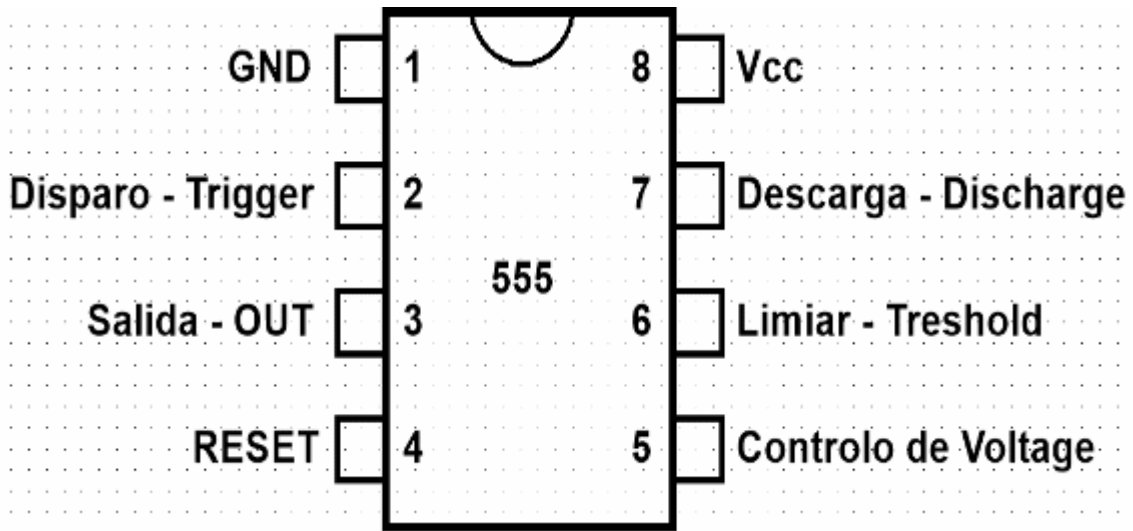 GND 1 8 Vcc
Disparo - Trigger 2 7 Descarga - Discharge
555
Salida - OUT 3 6 Limiar - Treshold
RESET 4 5 Controlo de Voltage